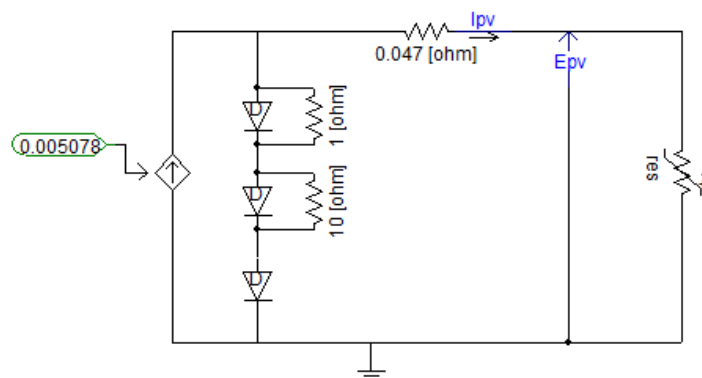 Ipv
0.047 [ohm]
Epv
D
1 [ohm]
0.005078
D
10 [ohm]
res
D